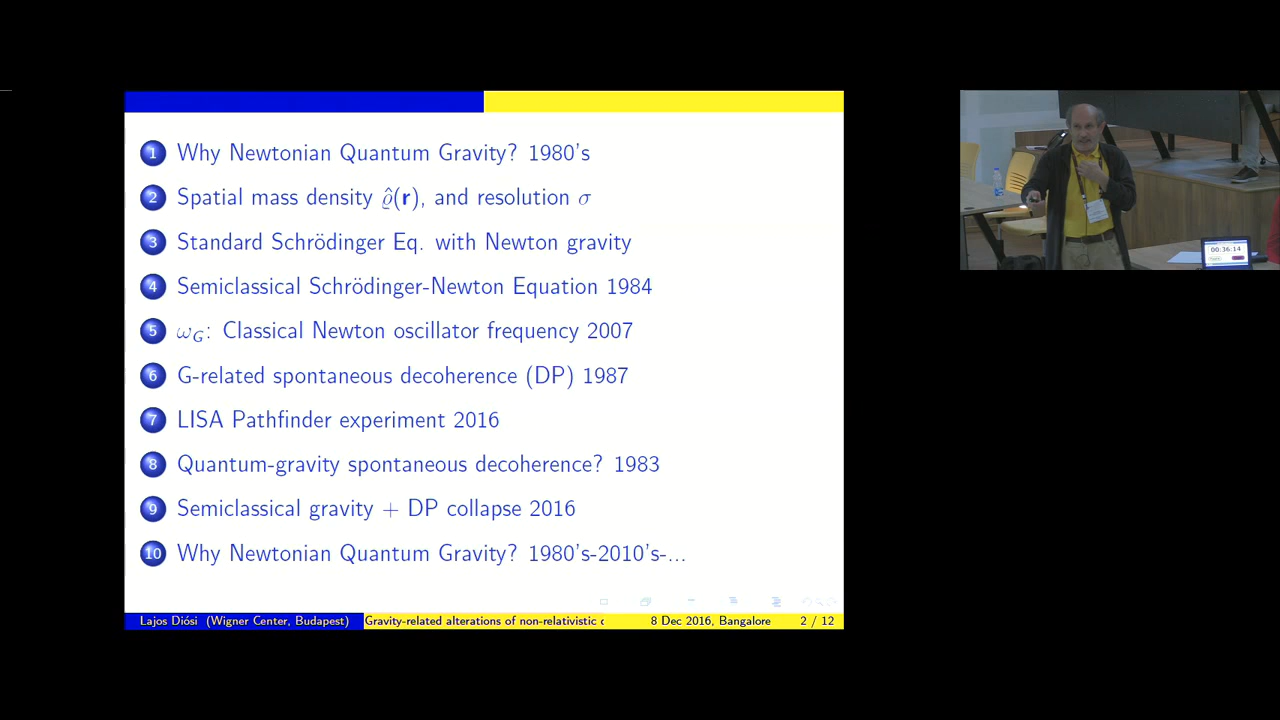 1 Why Newtonian Quantum Gravity? 1980's
2 Spatial mass density ϱ̂(r), and resolution σ
3 Standard Schrödinger Eq. with Newton gravity
4 Semiclassical Schrödinger-Newton Equation 1984
5 ω_G: Classical Newton oscillator frequency 2007
6 G-related spontaneous decoherence (DP) 1987
7 LISA Pathfinder experiment 2016
8 Quantum-gravity spontaneous decoherence? 1983
9 Semiclassical gravity + DP collapse 2016
10 Why Newtonian Quantum Gravity? 1980's-2010's-...
Lajos Diósi (Wigner Center, Budapest) Gravity-related alterations of non-relativistic 8 Dec 2016, Bangalore 2 / 12
00:36:14